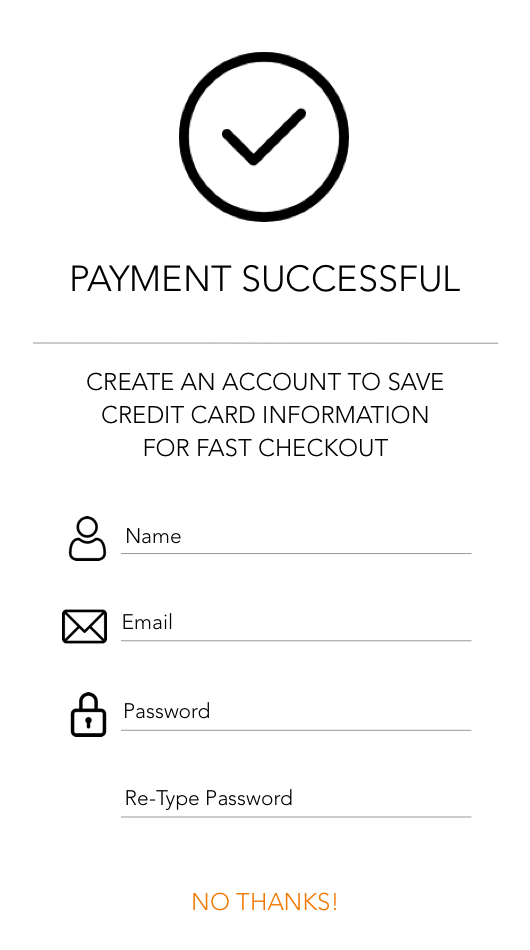 PAYMENT SUCCESSFUL
CREATE AN ACCOUNT TO SAVE
CREDIT CARD INFORMATION
FOR FAST CHECKOUT
Name
Email
Password
Re-Type Password
NO THANKS!